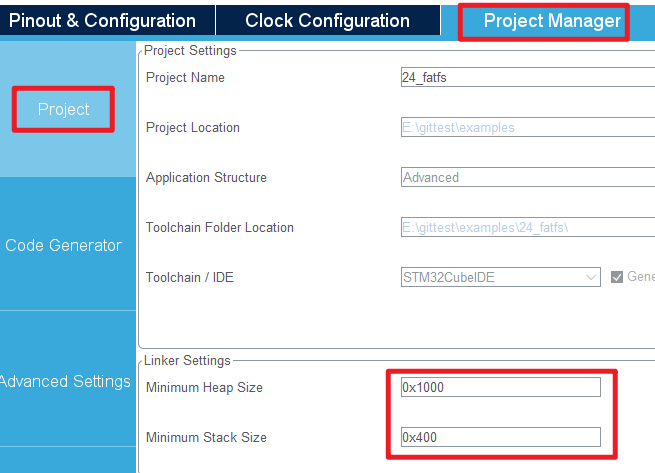 Pinout & Configuration
Clock Configuration
Project Manager
Project
Code Generator
Advanced Settings
Project Settings
Project Name
24_fatfs
Project Location
E:\gittest\examples
Application Structure
Advanced
Toolchain Folder Location
E:\gittest\examples\24_fatfs\
Toolchain / IDE
STM32CubeIDE
Gene
Linker Settings
Minimum Heap Size
0x1000
Minimum Stack Size
0x400